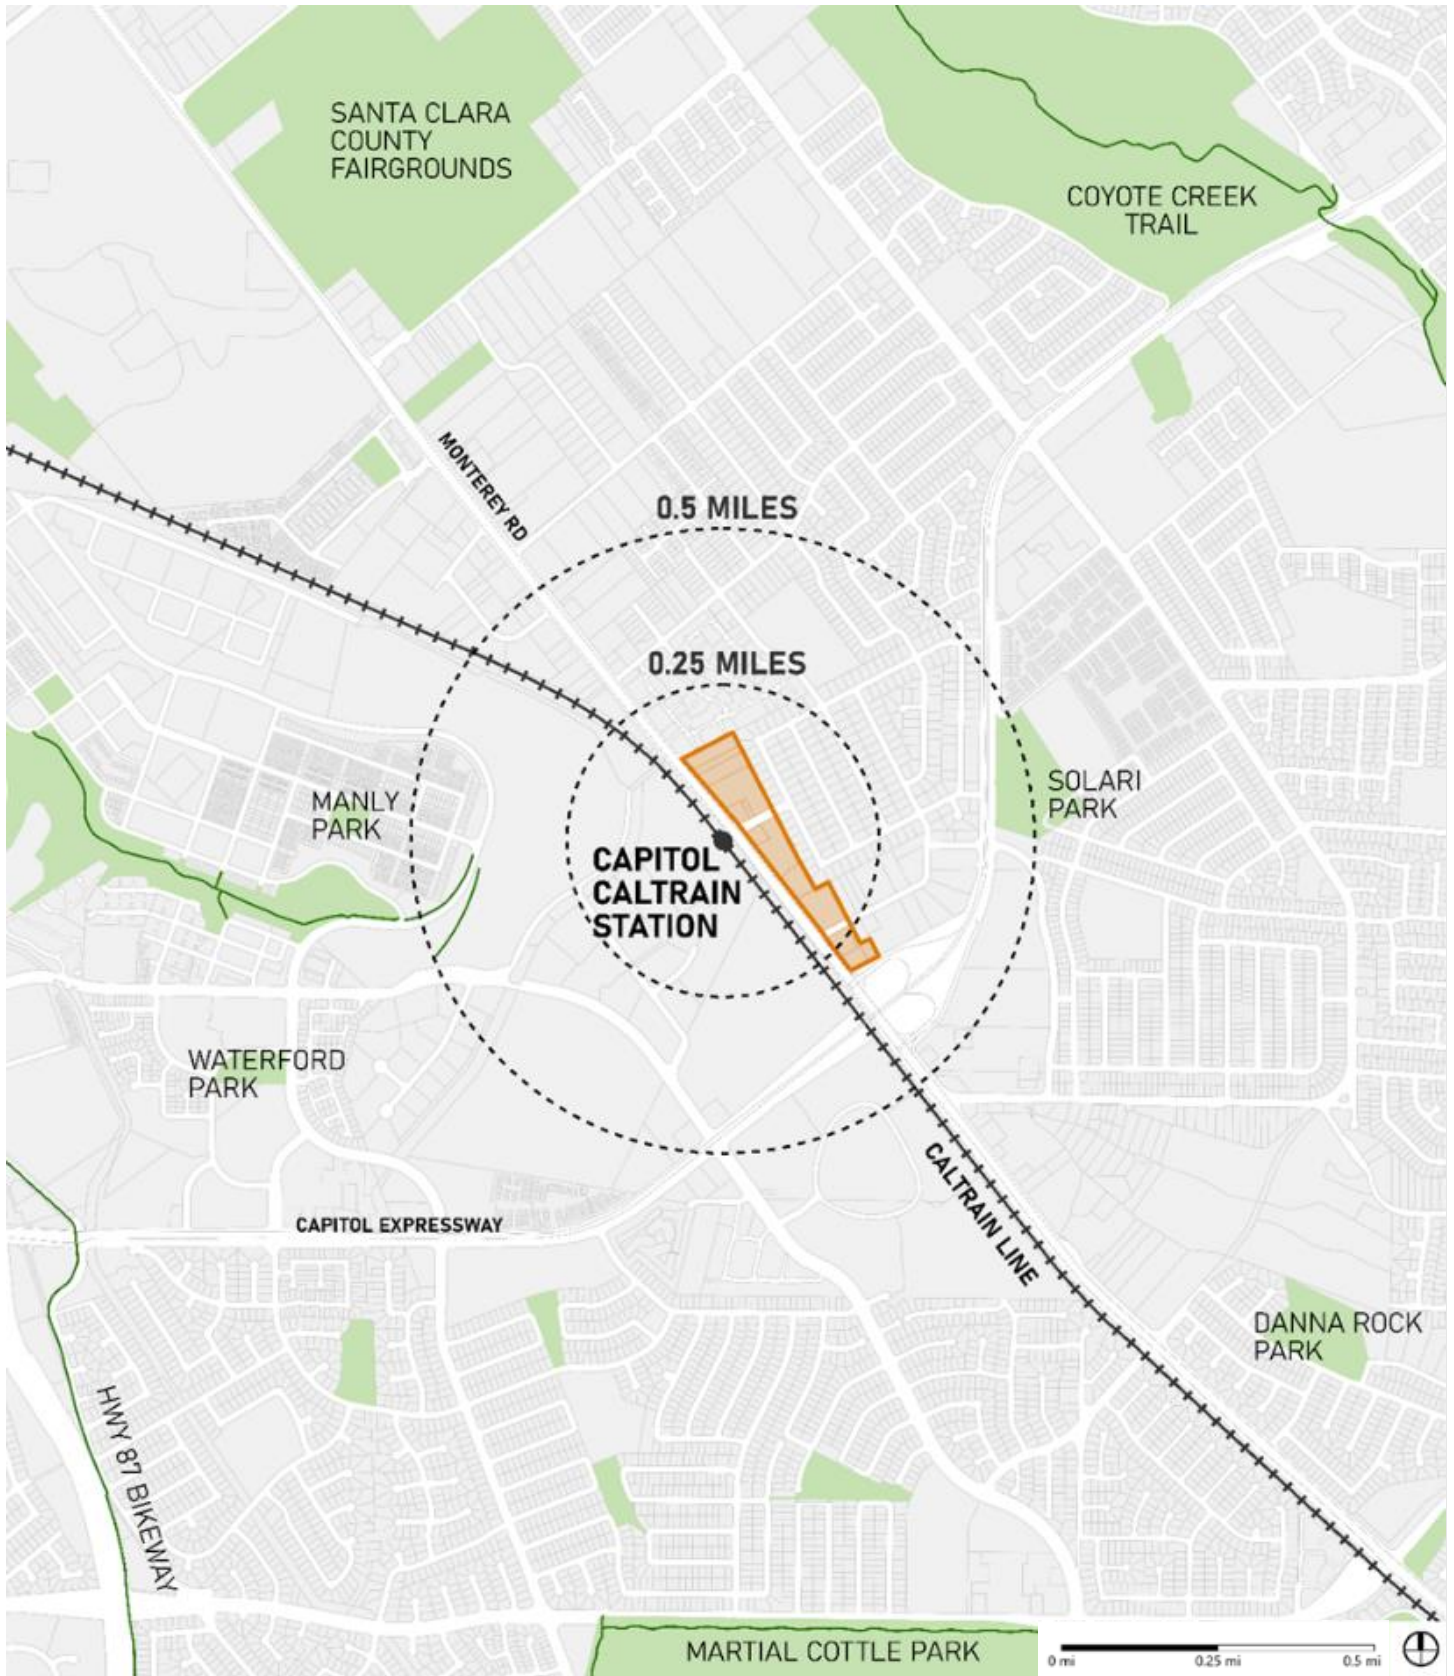 SANTA CLARA
COUNTY
FAIRGROUNDS
COYOTE CREEK
TRAIL
MONTEREY RD
0.5 MILES
0.25 MILES
MANLY
PARK
SOLARI
PARK
CAPITOL
CALTRAIN
STATION
WATERFORD
PARK
CAPITOL EXPRESSWAY
CALTRAIN LINE
DANNA ROCK
PARK
HWY 87 BIKEWAY
MARTIAL COTTLE PARK
0 mi
0.25 mi
0.5 mi